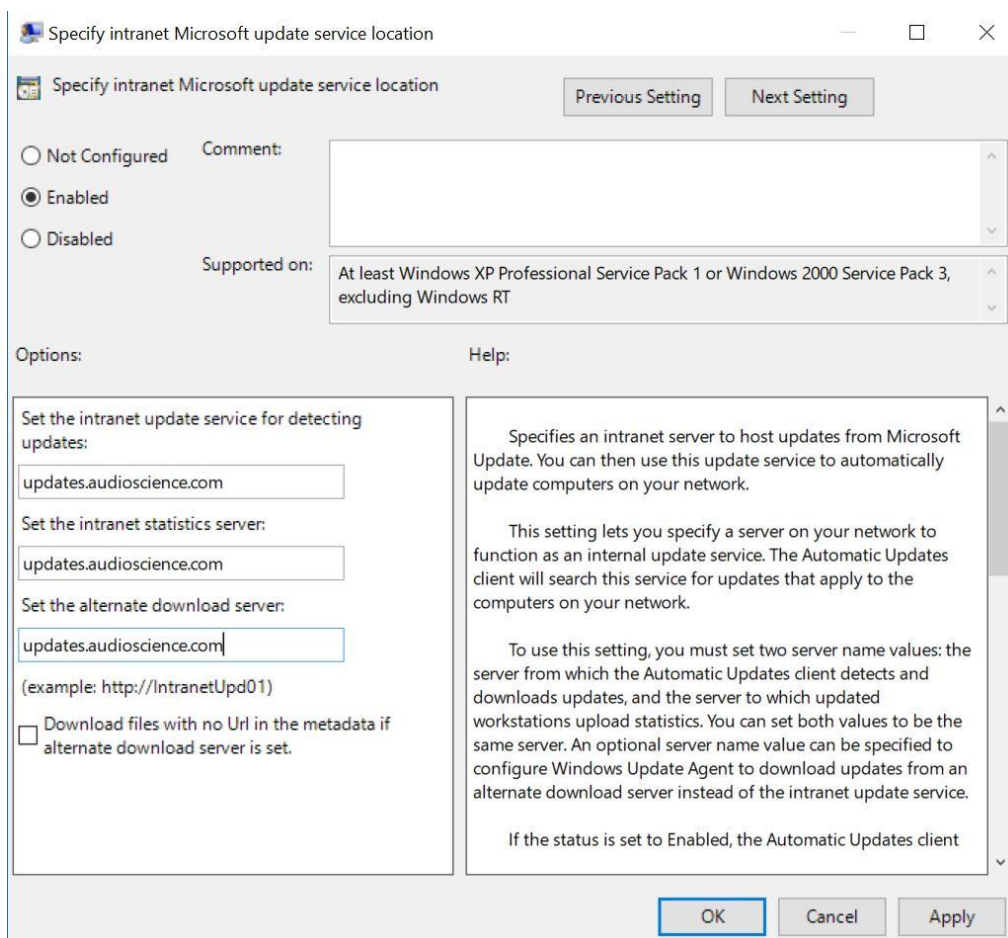 Specify intranet Microsoft update service location
Specify intranet Microsoft update service location
Previous Setting
Next Setting
Not Configured
Enabled
Disabled
Comment:
Supported on:
At least Windows XP Professional Service Pack 1 or Windows 2000 Service Pack 3,
excluding Windows RT
Options:
Help:
Set the intranet update service for detecting
updates:
updates.audioscience.com
Set the intranet statistics server:
updates.audioscience.com
Set the alternate download server:
updates.audioscience.com
(example: http://IntranetUpd01)
Download files with no Url in the metadata if
alternate download server is set.
Specifies an intranet server to host updates from Microsoft
Update. You can then use this update service to automatically
update computers on your network.
This setting lets you specify a server on your network to
function as an internal update service. The Automatic Updates
client will search this service for updates that apply to the
computers on your network.
To use this setting, you must set two server name values: the
server from which the Automatic Updates client detects and
downloads updates, and the server to which updated
workstations upload statistics. You can set both values to be the
same server. An optional server name value can be specified to
configure Windows Update Agent to download updates from an
alternate download server instead of the intranet update service.
If the status is set to Enabled, the Automatic Updates client
OK
Cancel
Apply